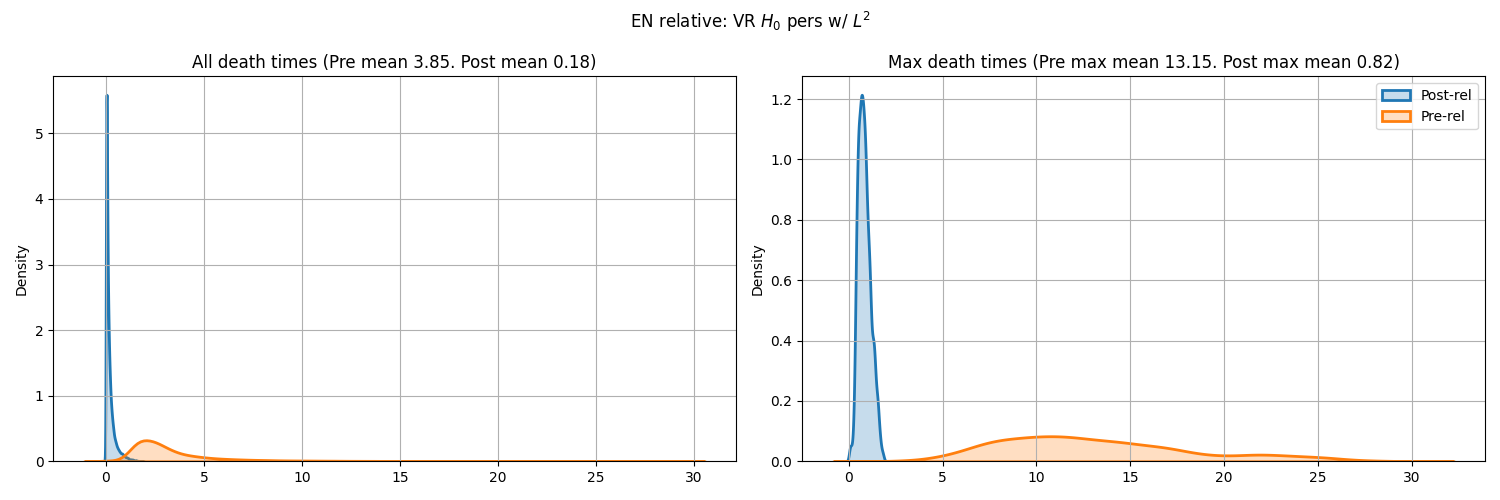 EN relative: VR $H_0$ pers w/ $L^2$
All death times (Pre mean 3.85. Post mean 0.18)
Density
5
4
3
2
1
0
0 5 10 15 20 25 30
Max death times (Pre max mean 13.15. Post max mean 0.82)
Density
1.2
1.0
0.8
0.6
0.4
0.2
0.0
0 5 10 15 20 25 30
Post-rel
Pre-rel